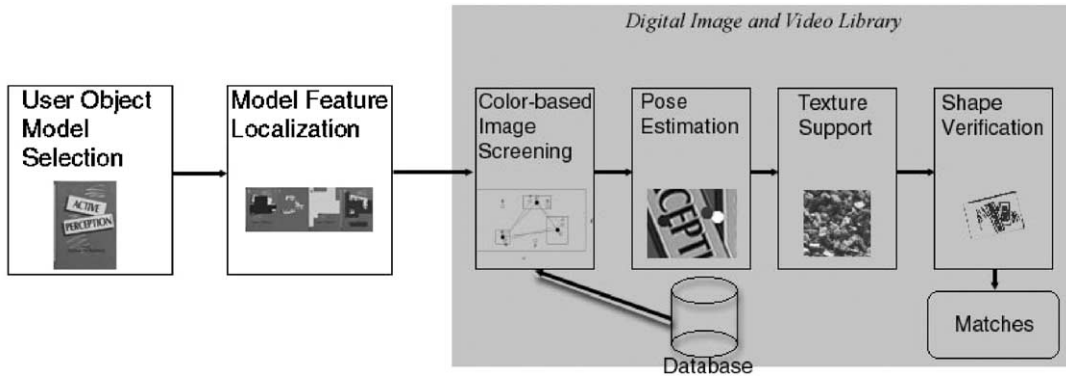 Digital Image and Video Library
User Object
Model
Selection
ACTIVE
PERCEPTION
Model Feature
Localization
Color-based
Image
Screening
Pose
Estimation
CEPTI
Texture
Support
Shape
Verification
Matches
Database